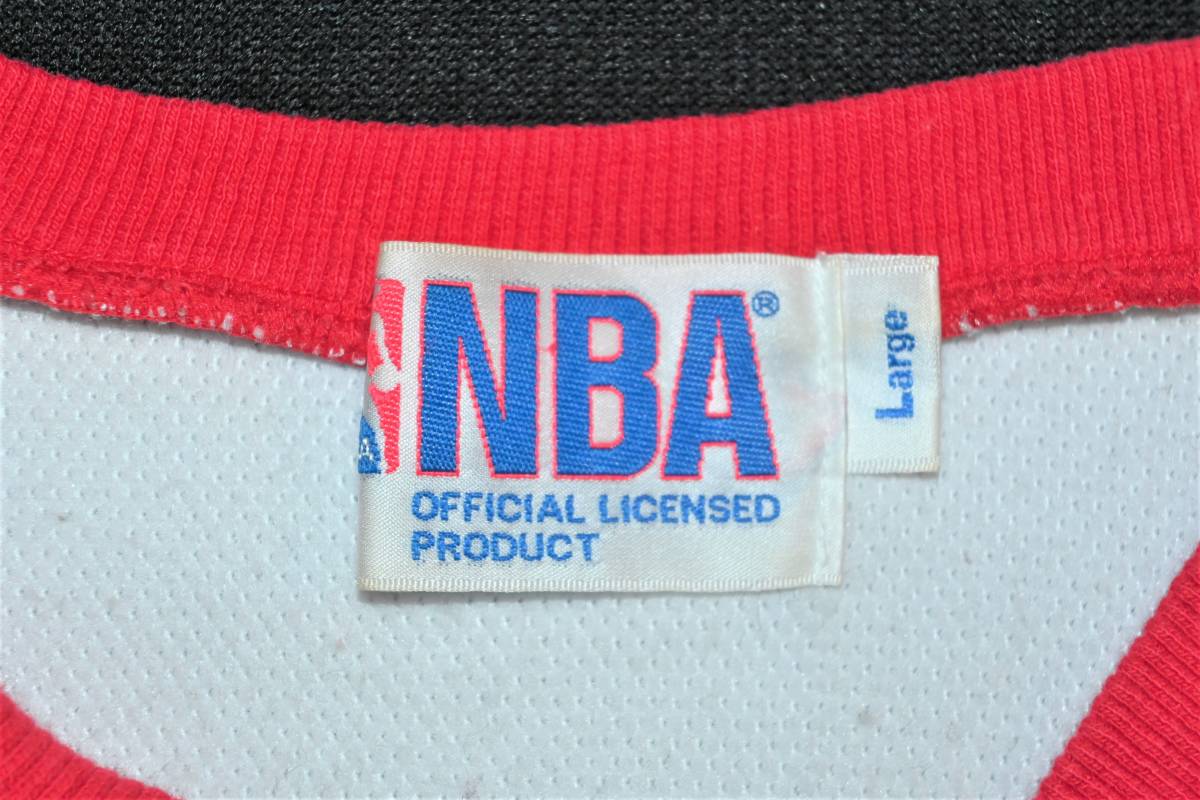 NBA®
OFFICIAL LICENSED
PRODUCT
Large